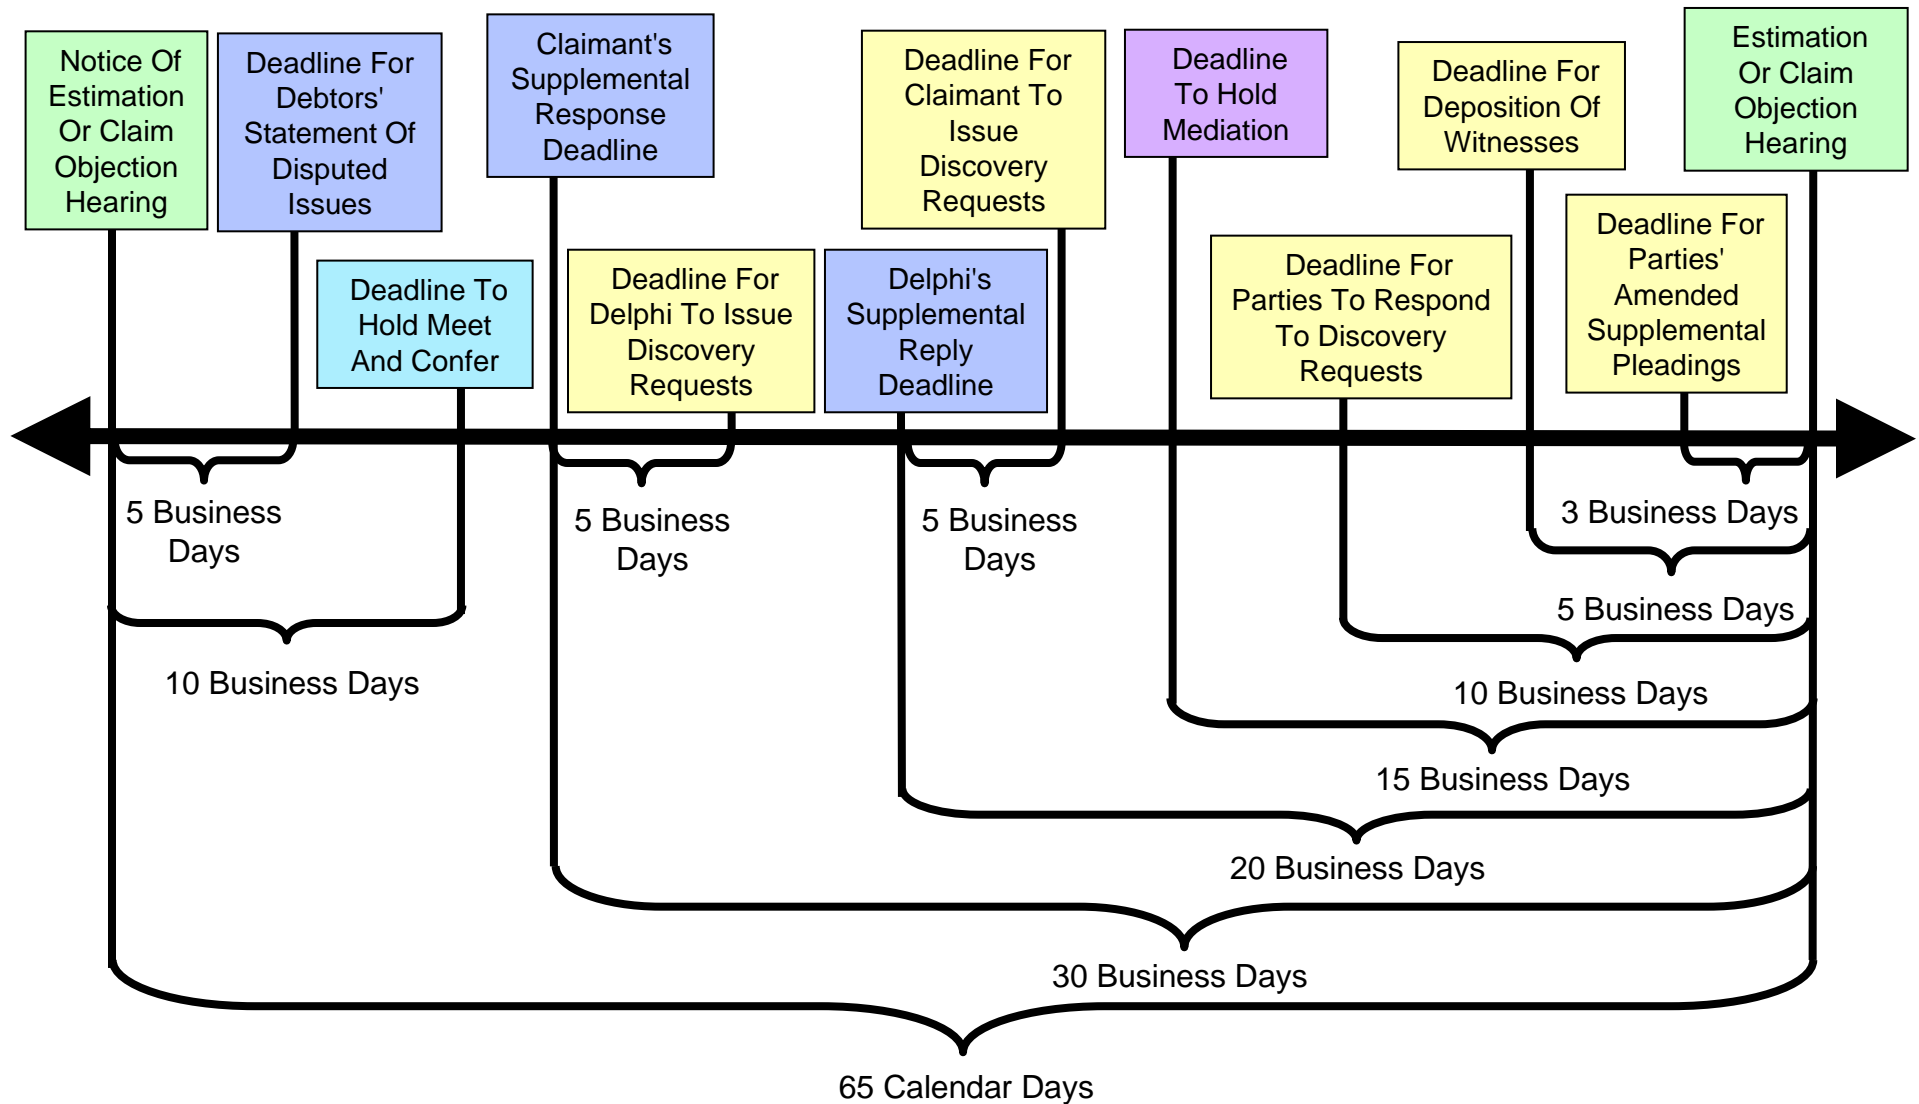 Notice Of
Estimation
Or Claim
Objection
Hearing
Deadline For
Debtors'
Statement Of
Disputed
Issues
Deadline To
Hold Meet
And Confer
Claimant's
Supplemental
Response
Deadline
Deadline For
Delphi To Issue
Discovery
Requests
Delphi's
Supplemental
Reply
Deadline
Deadline For
Claimant To
Issue
Discovery
Requests
Deadline
To Hold
Mediation
Deadline For
Parties To Respond
To Discovery
Requests
Deadline For
Deposition Of
Witnesses
Deadline For
Parties'
Amended
Supplemental
Pleadings
Estimation
Or Claim
Objection
Hearing
5 Business
Days
5 Business
Days
5 Business
Days
3 Business Days
5 Business Days
10 Business Days
10 Business Days
15 Business Days
20 Business Days
30 Business Days
65 Calendar Days